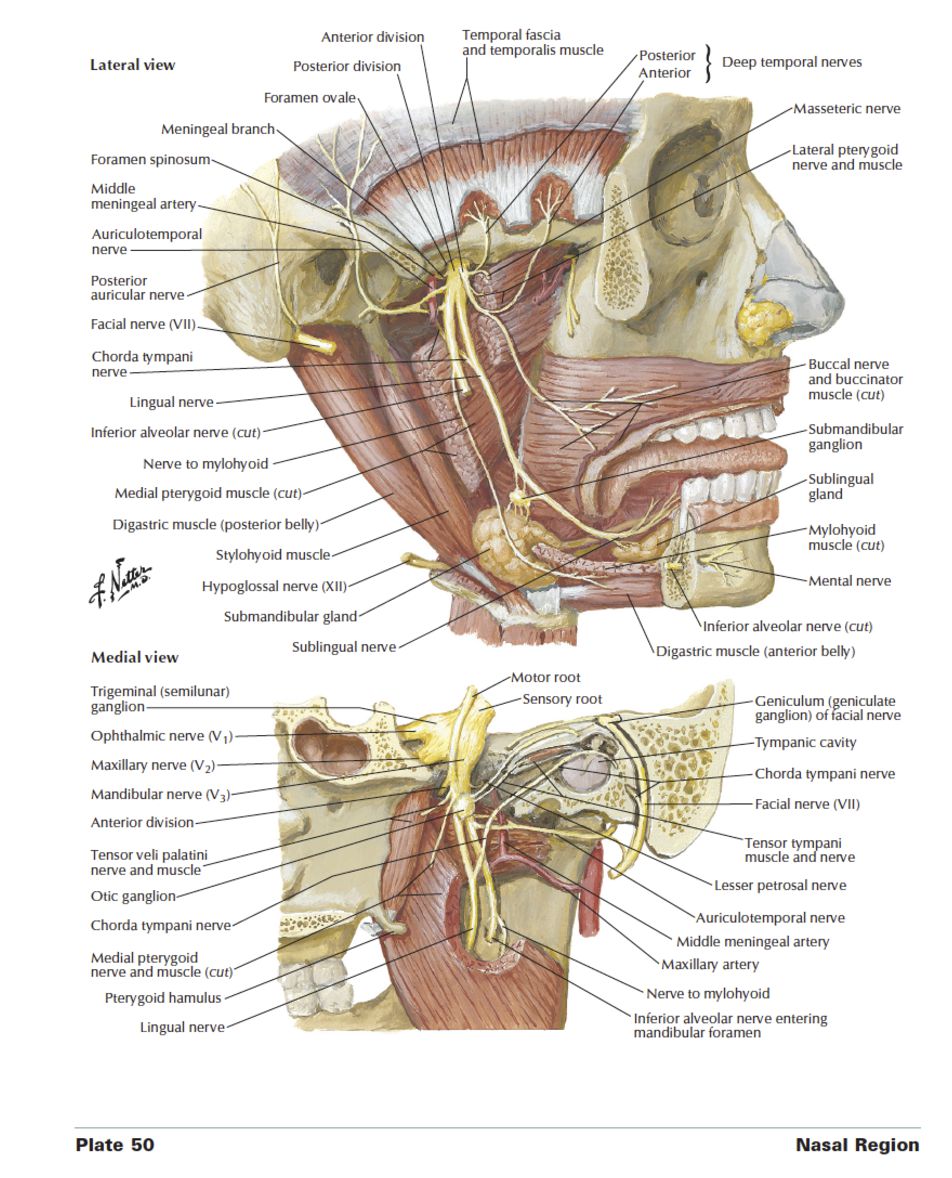 Lateral view
Anterior division
Posterior division
Foramen ovale
Meningeal branch
Foramen spinosum
Middle
meningeal artery
Auriculotemporal
nerve
Posterior
auricular nerve
Facial nerve (VII)
Chorda tympani
nerve
Lingual nerve
Inferior alveolar nerve (cut)
Nerve to mylohyoid
Medial pterygoid muscle (cut)
Digastric muscle (posterior belly)
Stylohyoid muscle
Hypoglossal nerve (XII)
Submandibular gland
Sublingual nerve
Temporal fascia
and temporalis muscle
Posterior
Anterior
} Deep temporal nerves
Masseteric nerve
Lateral pterygoid
nerve and muscle
Buccal nerve
and buccinator
muscle (cut)
Submandibular
ganglion
Sublingual
gland
Mylohyoid
muscle (cut)
Mental nerve
Inferior alveolar nerve (cut)
Digastric muscle (anterior belly)
F. Netter
M.D.
Medial view
Trigeminal (semilunar)
ganglion
Ophthalmic nerve (V₁)
Maxillary nerve (V₂)
Mandibular nerve (V₃)
Anterior division
Tensor veli palatini
nerve and muscle
Otic ganglion
Chorda tympani nerve
Medial pterygoid
nerve and muscle (cut)
Pterygoid hamulus
Lingual nerve
Motor root
Sensory root
Geniculum (geniculate
ganglion) of facial nerve
Tympanic cavity
Chorda tympani nerve
Facial nerve (VII)
Tensor tympani
muscle and nerve
Lesser petrosal nerve
Auriculotemporal nerve
Middle meningeal artery
Maxillary artery
Nerve to mylohyoid
Inferior alveolar nerve entering
mandibular foramen
Plate 50
Nasal Region